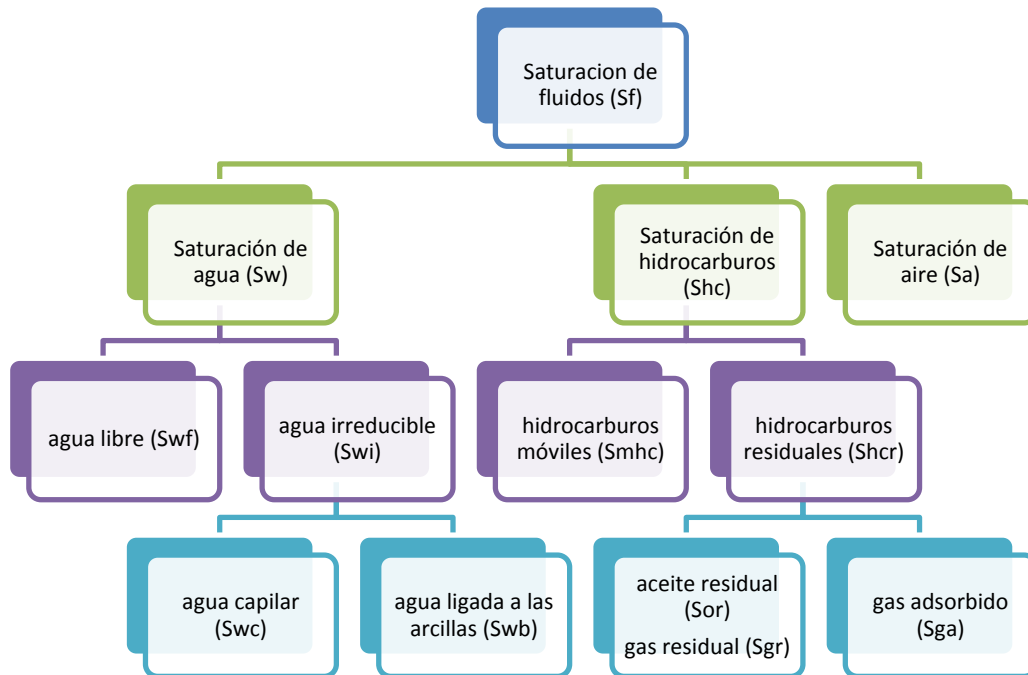 Saturacion de
fluidos (Sf)
Saturación de
agua (Sw)
Saturación de
hidrocarburos
(Shc)
Saturación de
aire (Sa)
agua libre (Swf)
agua irreducible
(Swi)
hidrocarburos
móviles (Smhc)
hidrocarburos
residuales (Shcr)
agua capilar
(Swc)
agua ligada a las
arcillas (Swb)
aceite residual
(Sor)
gas residual (Sgr)
gas adsorbido
(Sga)